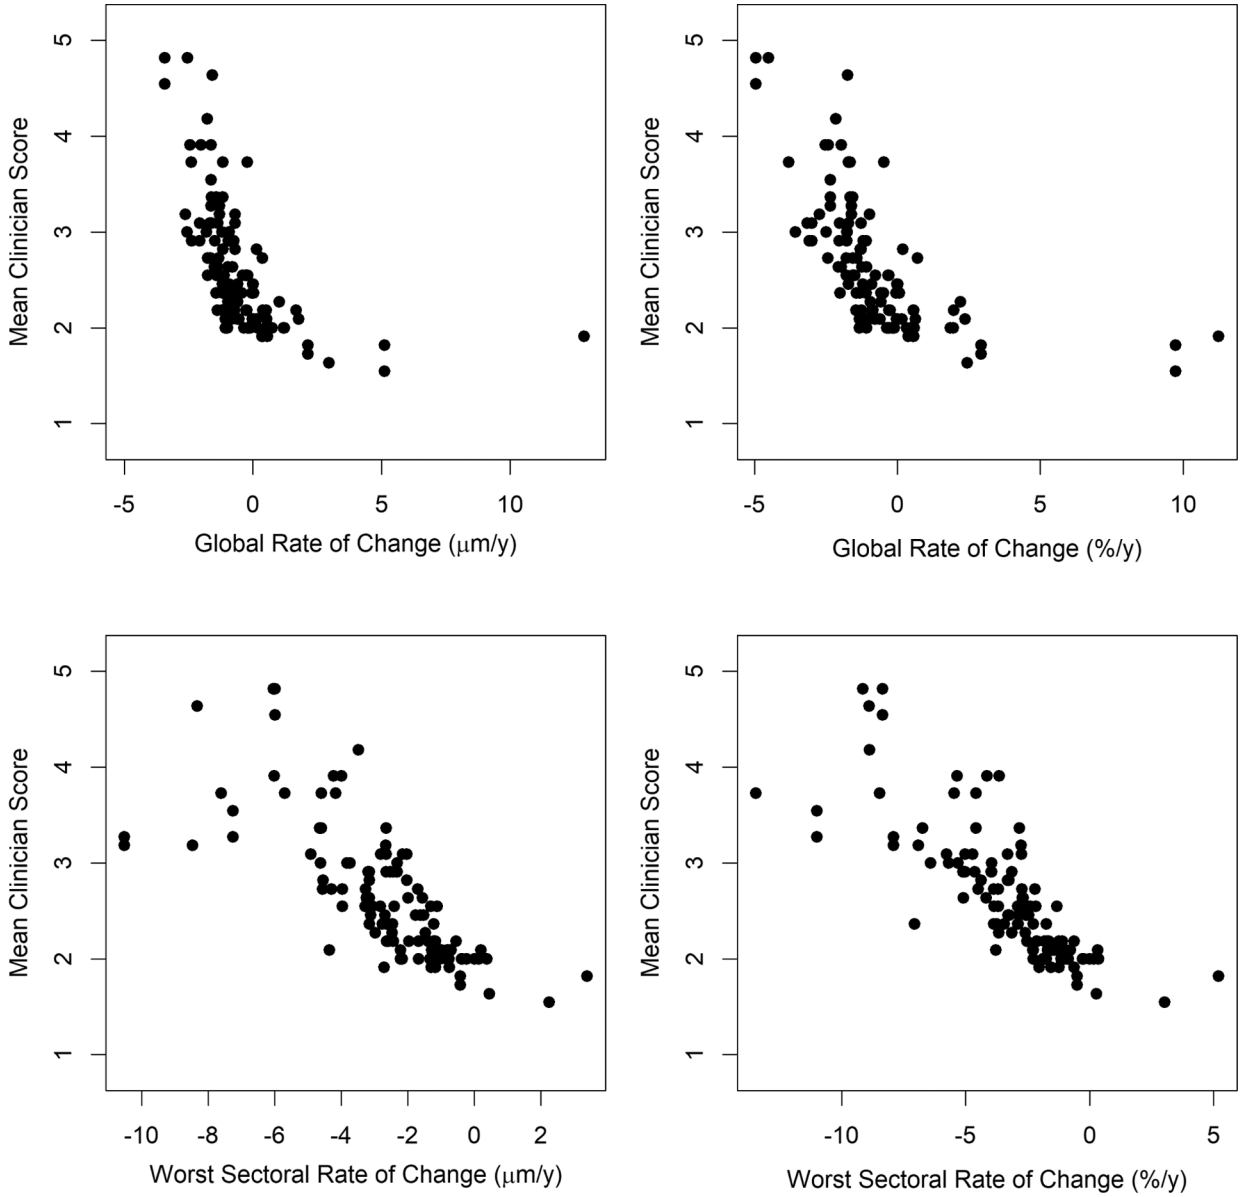 5
4
3
2
1
Mean Clinician Score
-5 0 5 10
Global Rate of Change (μm/y)
5
4
3
2
1
Mean Clinician Score
-5 0 5 10
Global Rate of Change (%/y)
5
4
3
2
1
Mean Clinician Score
-10 -8 -6 -4 -2 0 2
Worst Sectoral Rate of Change (μm/y)
5
4
3
2
1
Mean Clinician Score
-10 -5 0 5
Worst Sectoral Rate of Change (%/y)